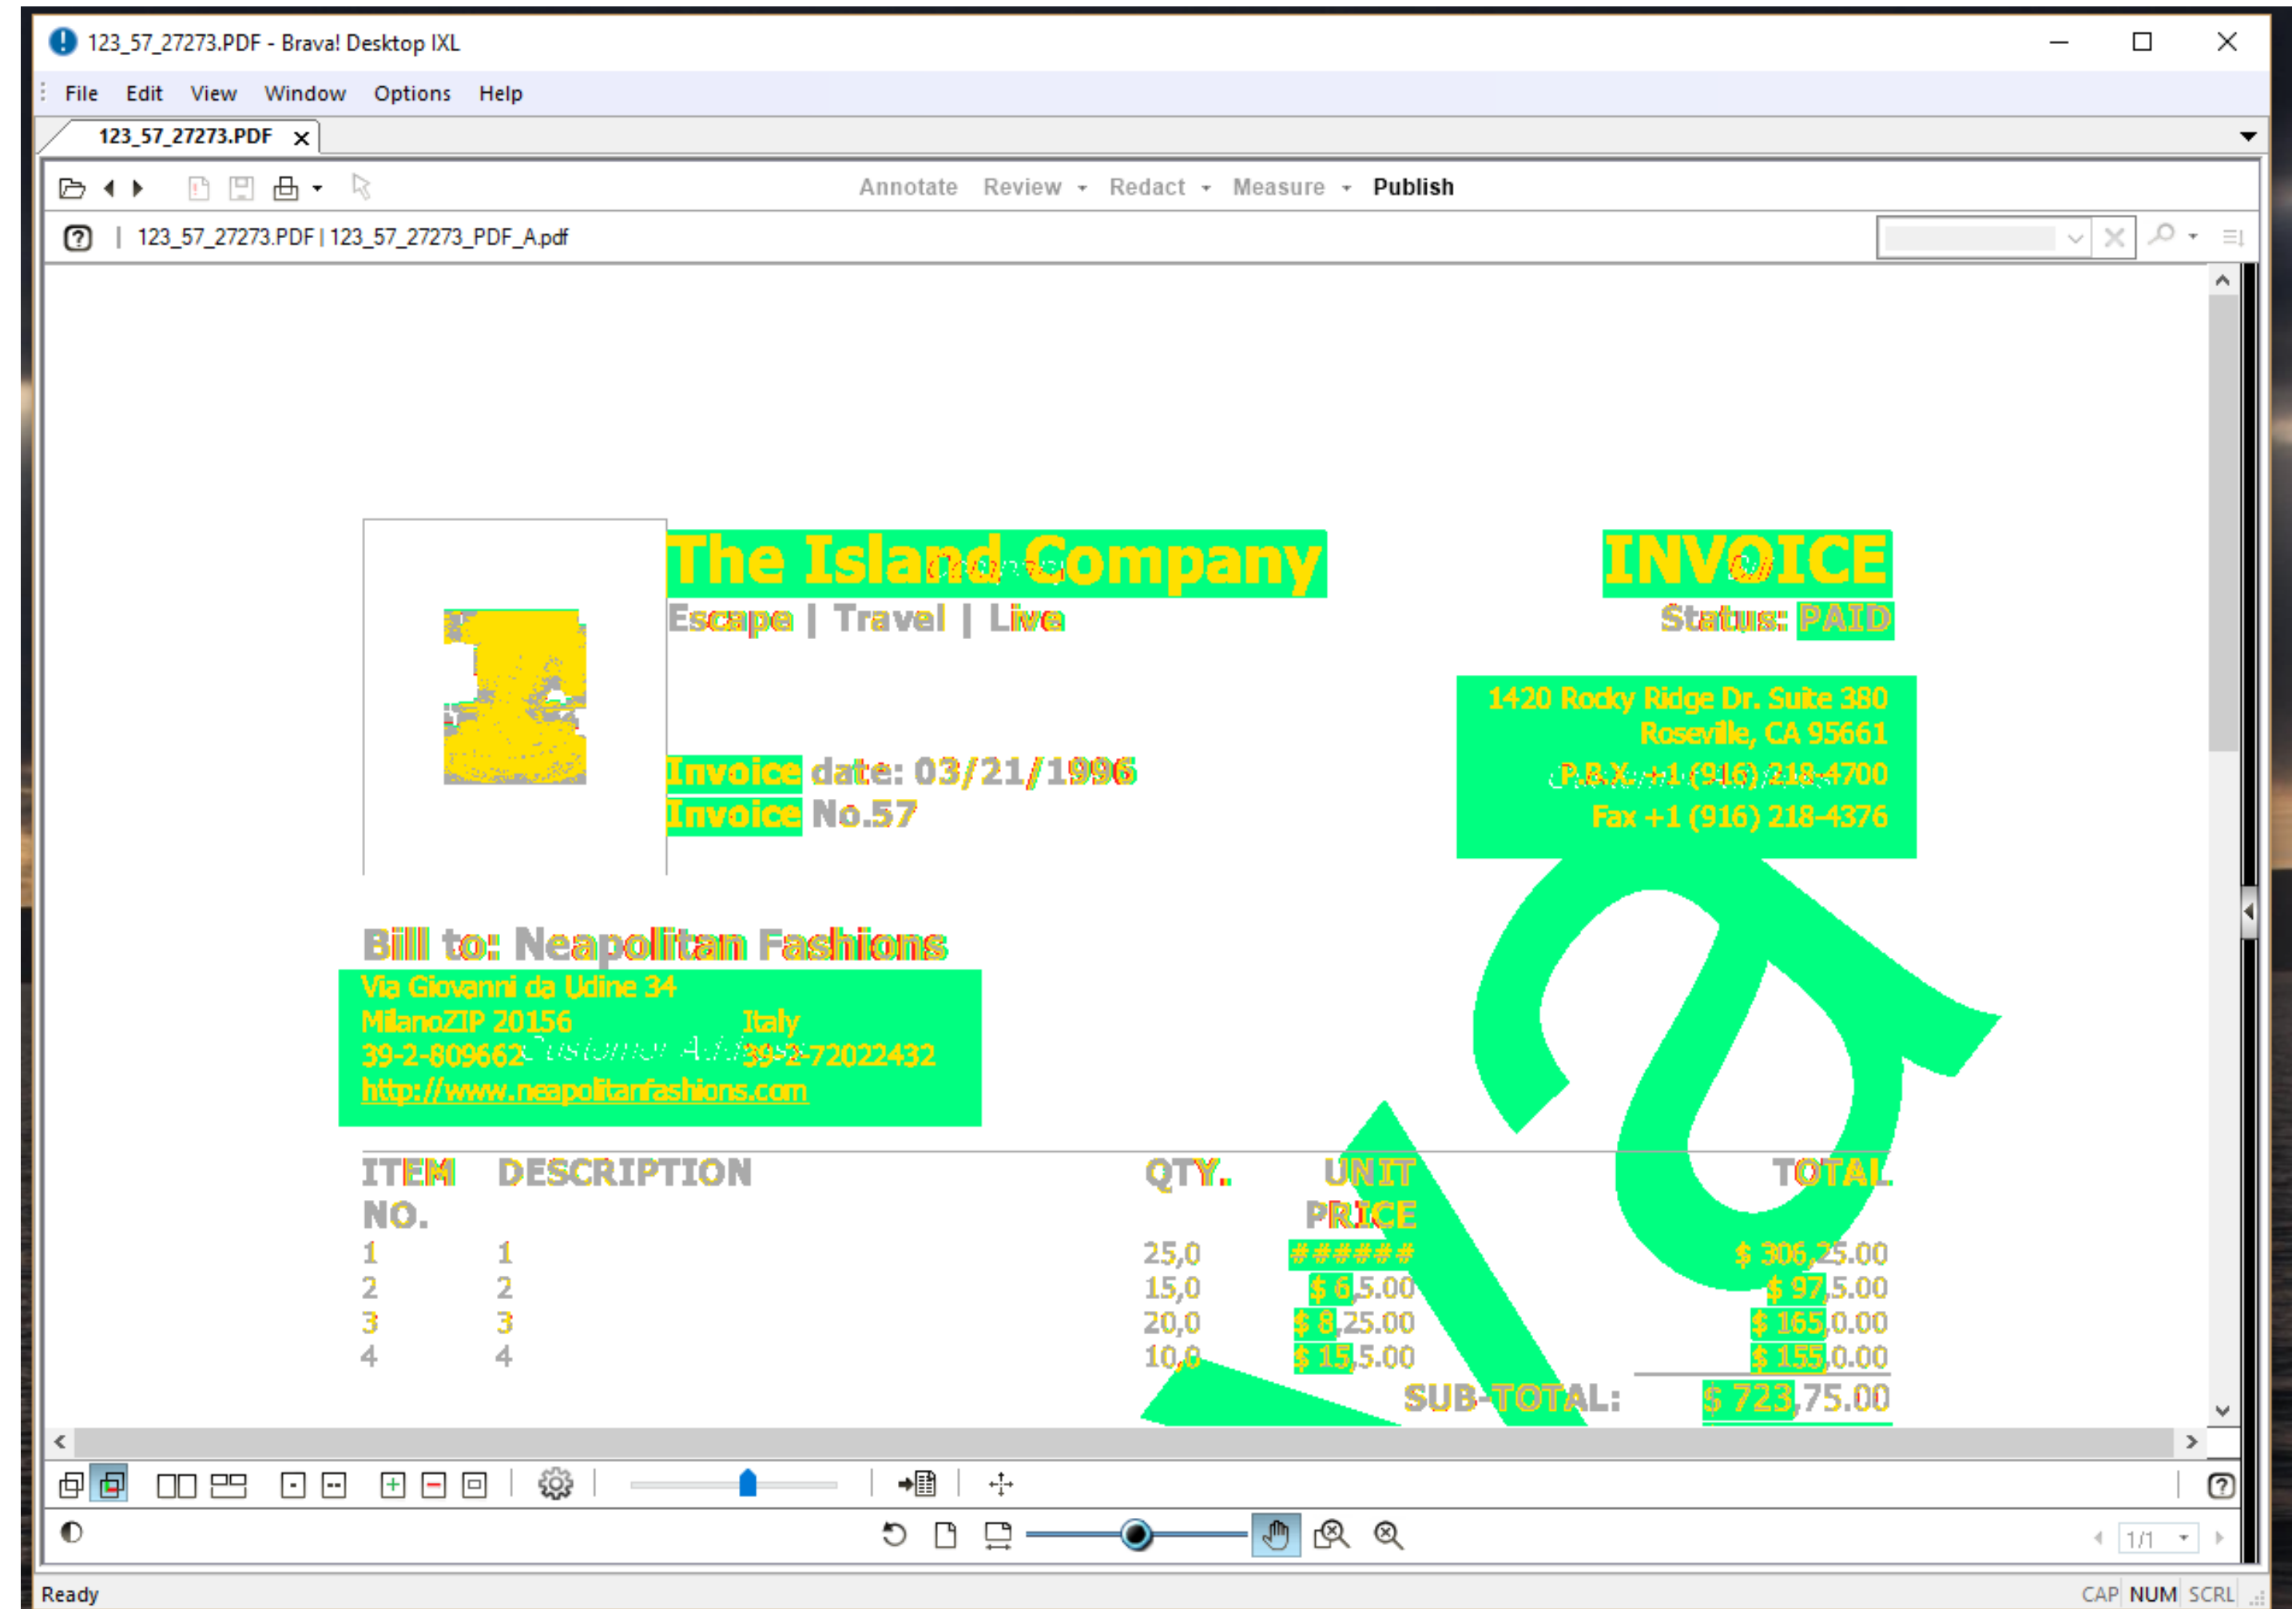 123_57_27273.PDF - Brava! Desktop IXL
File Edit View Window Options Help
123_57_27273.PDF x
Annotate Review Redact Measure Publish
? | 123_57_27273.PDF | 123_57_27273_PDF_A.pdf
The Island Company INVOICE
Escape | Travel | Live Status: PAID
1420 Rocky Ridge Dr. Suite 380
Roseville, CA 95661
Invoice date: 03/21/1996 P.B.X. +1 (916) 218-4700
Invoice No.57 Fax +1 (916) 218-4376
Bill to: Neapolitan Fashions
Via Giovanni da Udine 34
MilanoZIP 20156 Italy
39-2-809662 Customer Address 39-2-72022432
http://www.neapolitanfashions.com
ITEM DESCRIPTION QTY. UNIT TOTAL
NO. PRICE
1 1 25,0 ###### $ 306,25.00
2 2 15,0 $ 6,5.00 $ 97,5.00
3 3 20,0 $ 8,25.00 $ 165,0.00
4 4 10,0 $ 15,5.00 $ 155,0.00
SUB-TOTAL: $ 723,75.00
1/1
Ready CAP NUM SCRL